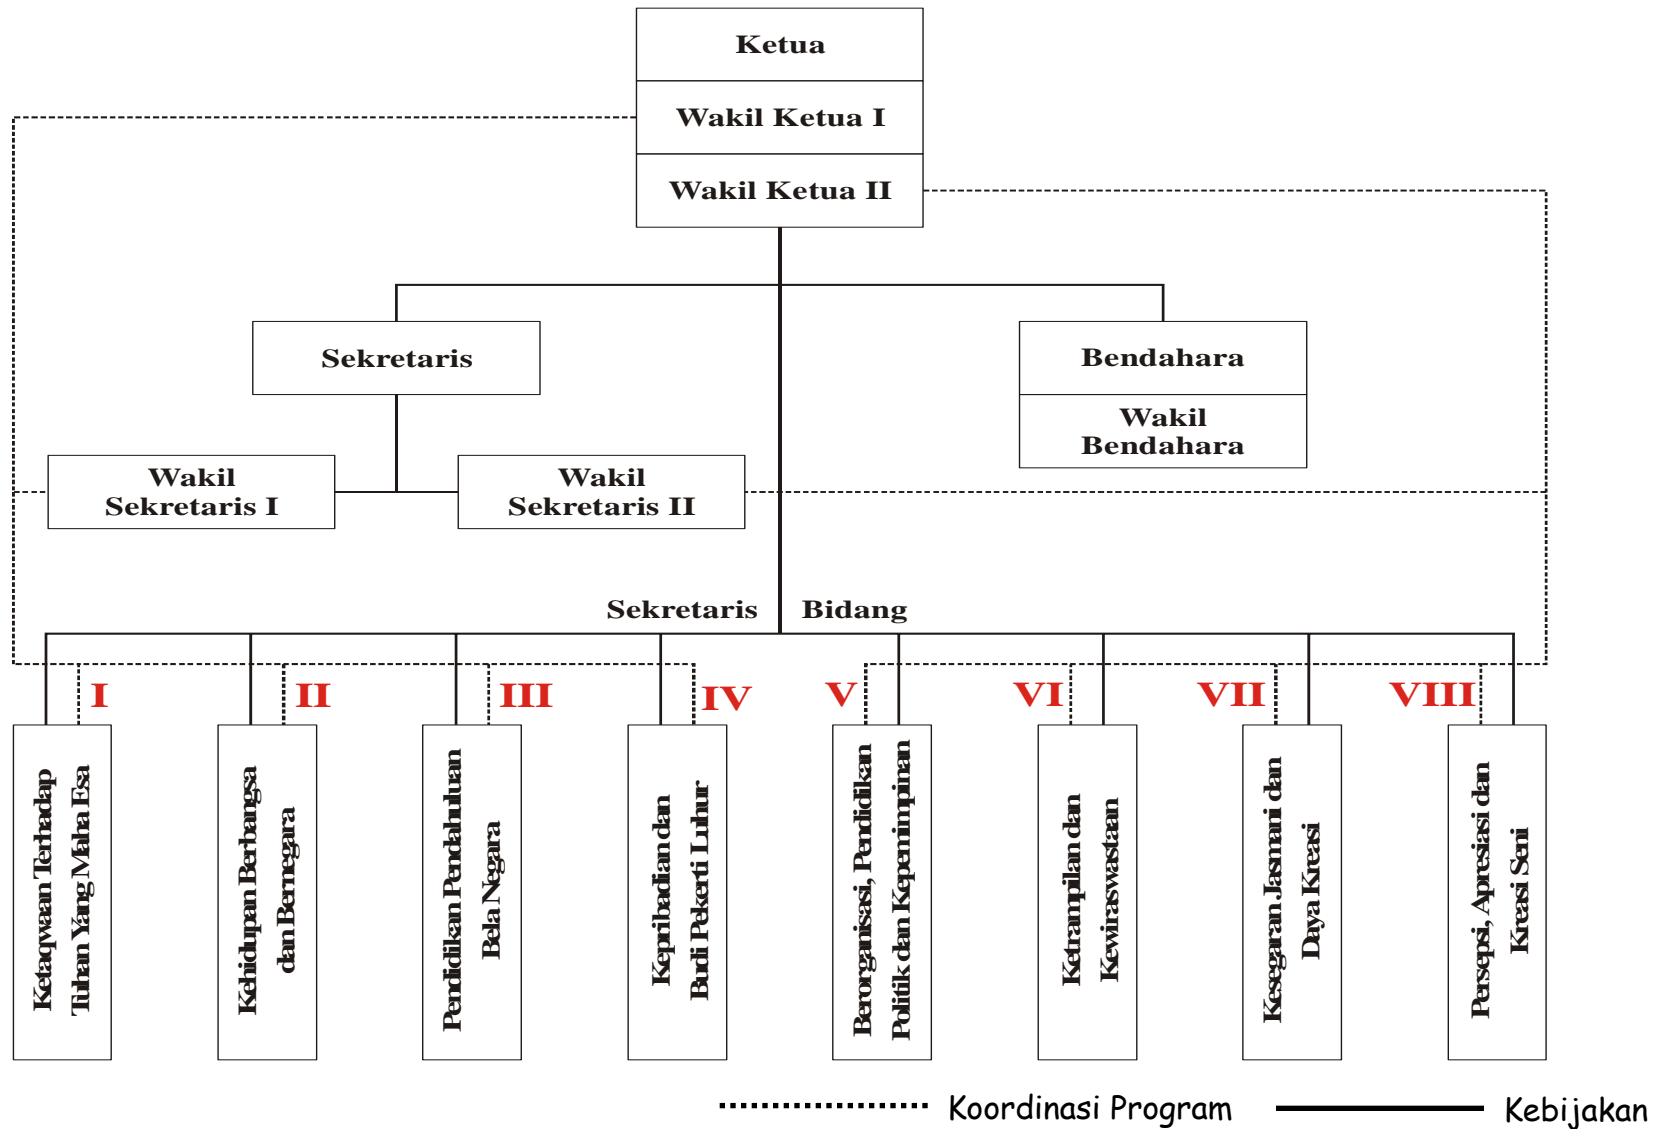 Ketua
Wakil Ketua I
Wakil Ketua II
Sekretaris
Bendahara
Wakil
Bendahara
Wakil
Sekretaris I
Wakil
Sekretaris II
Sekretaris Bidang
I
II
III
IV
V
VI
VII
VIII
Ketaqwaan Terhadap
Tuhan Yang Maha Esa
Kehidupan Berbangsa
dan Bernegara
Pendidikan Pendahuluan
Bela Negara
Kepribadian dan
Budi Pekerti Luhur
Berorganisasi, Pendidikan
Politik dan Kepemimpinan
Ketrampilan dan
Kewiraswastaan
Kesegaran Jasmani dan
Daya Kreasi
Persepsi, Apresiasi dan
Kreasi Seni
Koordinasi Program
Kebijakan